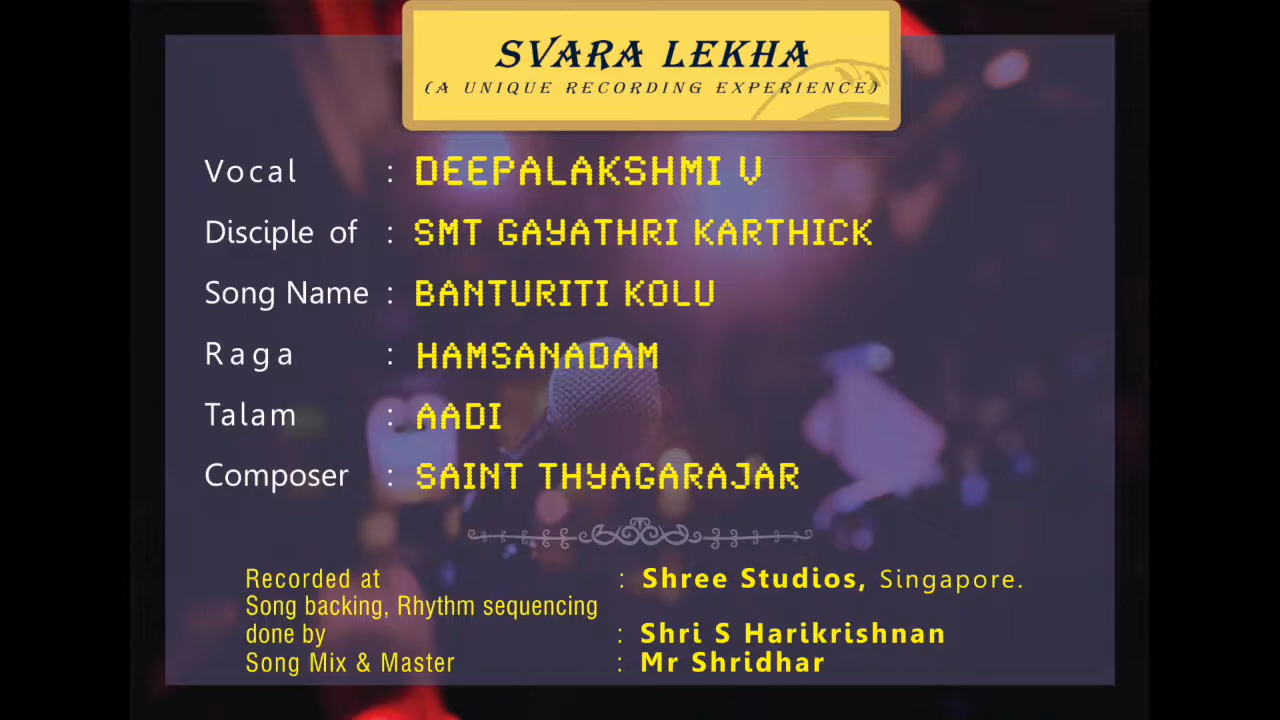 SVARA LEKHA
(A UNIQUE RECORDING EXPERIENCE)
Vocal : DEEPALAKSHMI V
Disciple of : SMT GAYATHRI KARTHICK
Song Name : BANTURITI KOLU
Raga : HAMSANADAM
Talam : AADI
Composer : SAINT THYAGARAJAR
Recorded at : Shree Studios, Singapore.
Song backing, Rhythm sequencing
done by : Shri S Harikrishnan
Song Mix & Master : Mr Shridhar